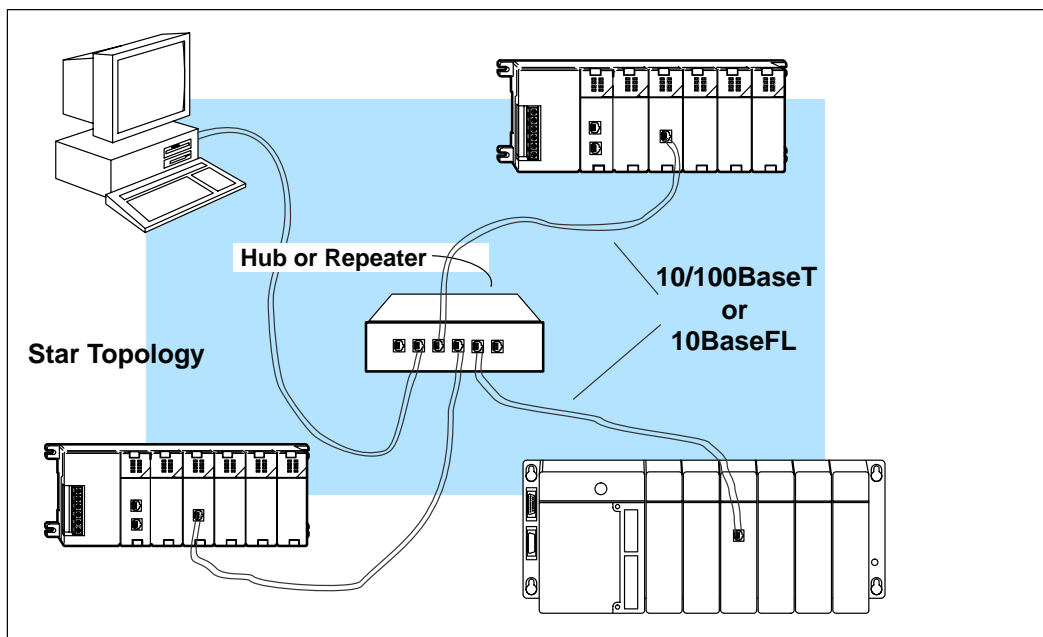 Hub or Repeater
10/100BaseT
or
10BaseFL
Star Topology